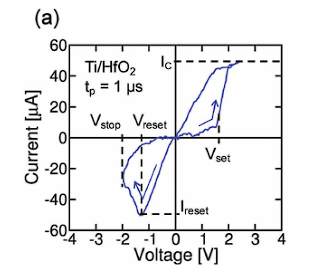 (a)
60
40
20
0
-20
-40
-60
Current [μA]
Ti/HfO2
tp = 1 μs
IC
Vstop Vreset
Vset
Ireset
-4 -3 -2 -1 0 1 2 3 4
Voltage [V]